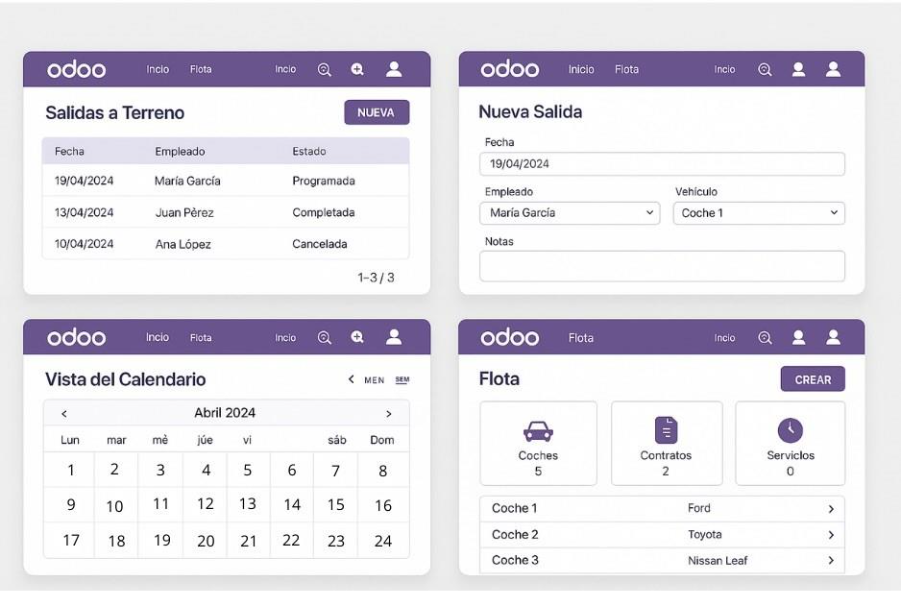 odoo Incio Flota Incio
Salidas a Terreno NUEVA
Fecha Empleado Estado
19/04/2024 María García Programada
13/04/2024 Juan Pérez Completada
10/04/2024 Ana López Cancelada
1-3 / 3
odoo Inicio Flota Incio
Nueva Salida
Fecha
19/04/2024
Empleado Vehículo
María García Coche 1
Notas
odoo Incio Flota Incio
Vista del Calendario < MEN SEM
< Abril 2024 >
Lun mar mè júe vi sáb Dom
1 2 3 4 5 6 7 8
9 10 11 12 13 14 15 16
17 18 19 20 21 22 23 24
odoo Flota Incio
Flota CREAR
Coches Contratos Serviclos
5 2 0
Coche 1 Ford >
Coche 2 Toyota >
Coche 3 Nissan Leaf >